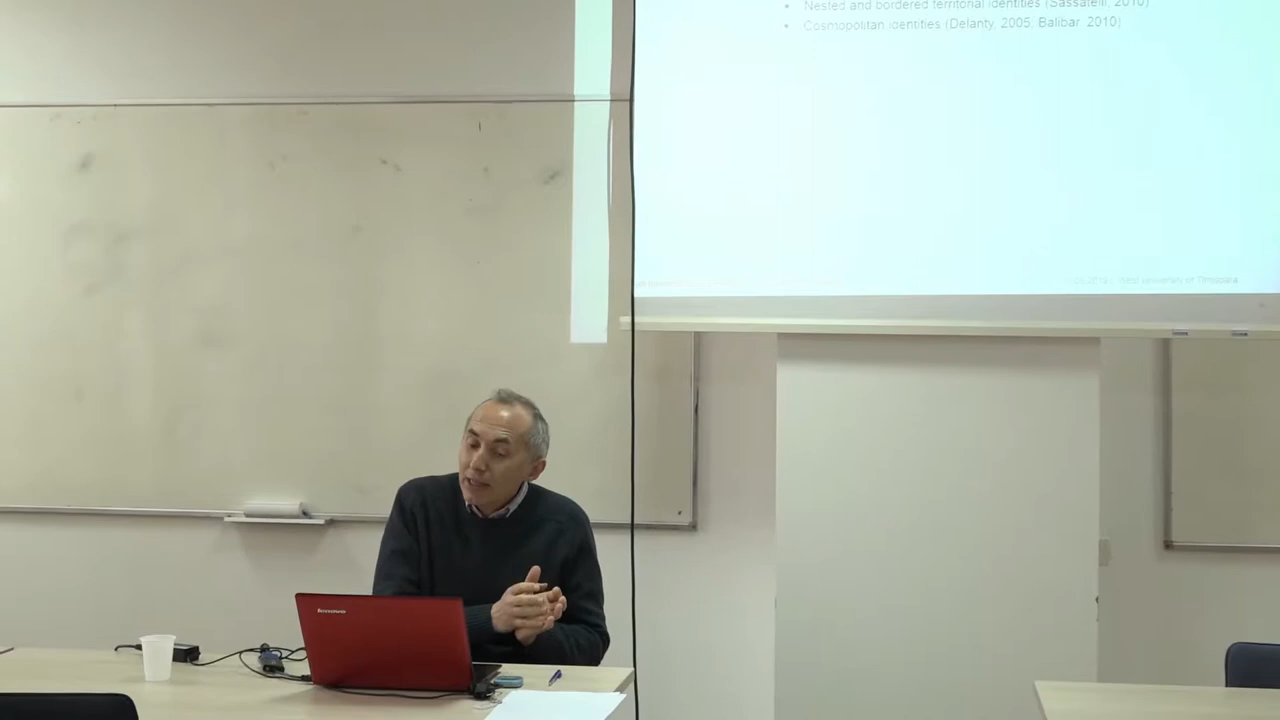 • Nested and bordered territorial identities (Sassatelli, 2010)
• Cosmopolitan identities (Delanty, 2005; Balibar. 2010)
West University of Timișoara
lenovo